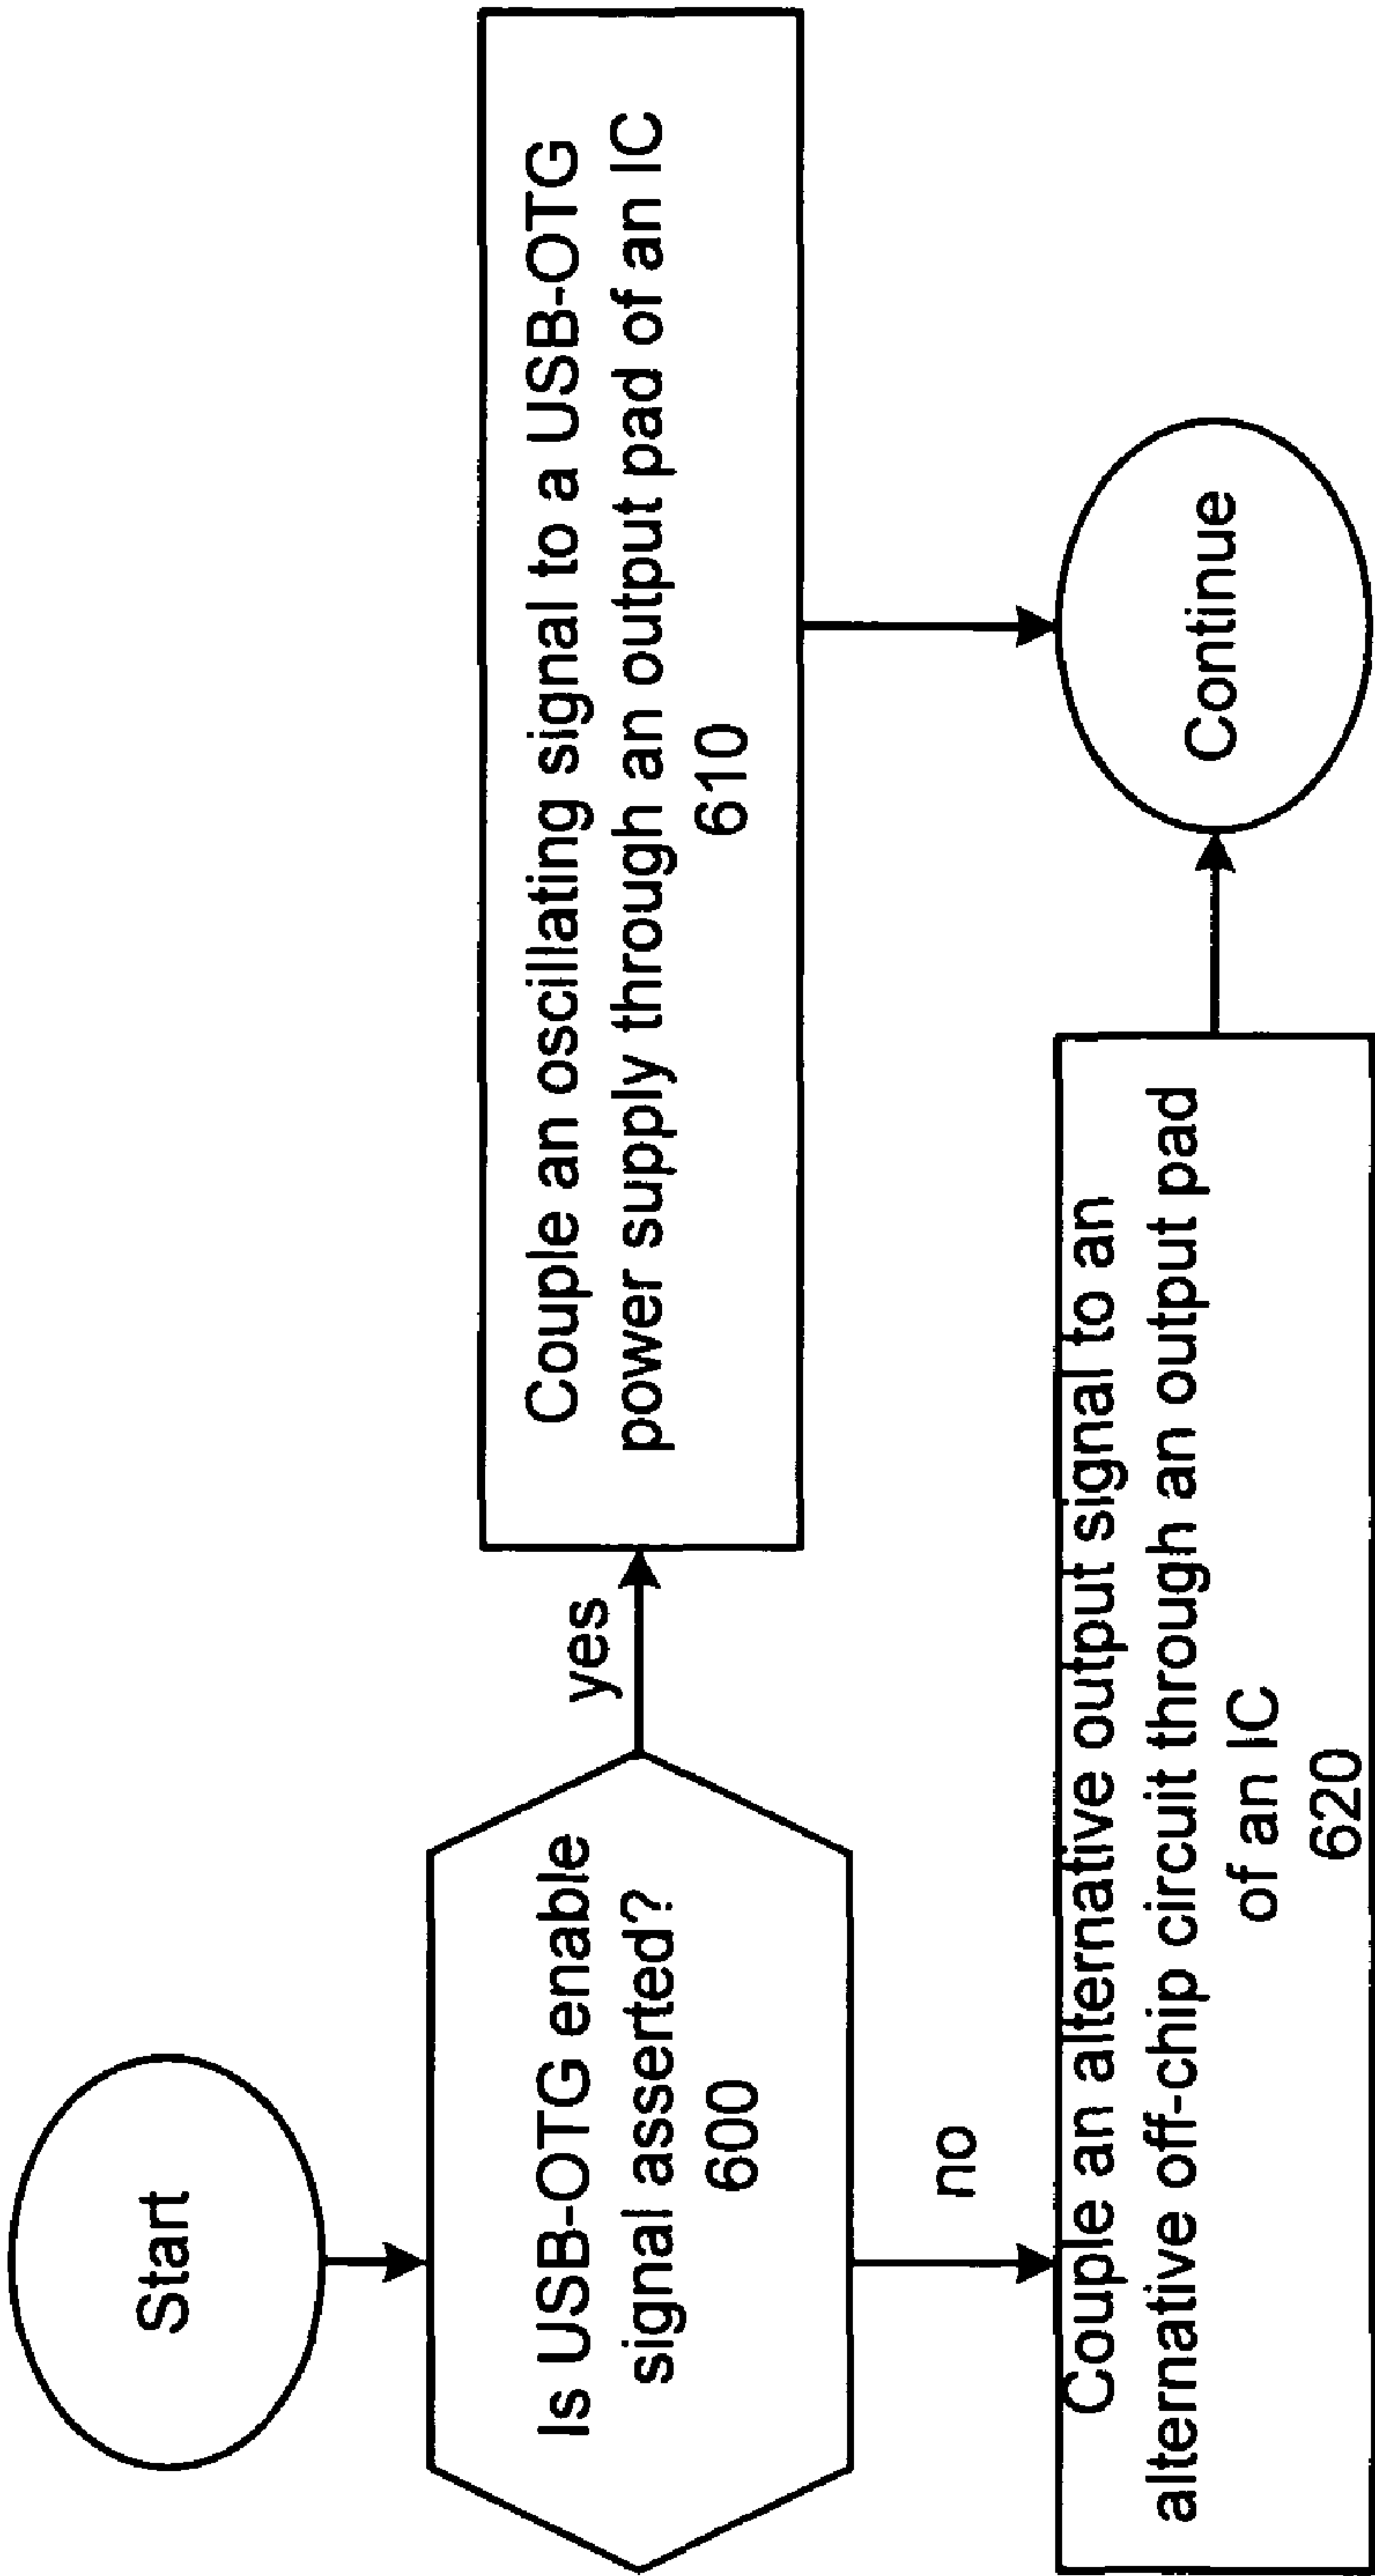 Start
Is USB-OTG enable
signal asserted?
600
yes
Couple an oscillating signal to a USB-OTG
power supply through an output pad of an IC
610
no
Couple an alternative output signal to an
alternative off-chip circuit through an output pad
of an IC
620
Continue